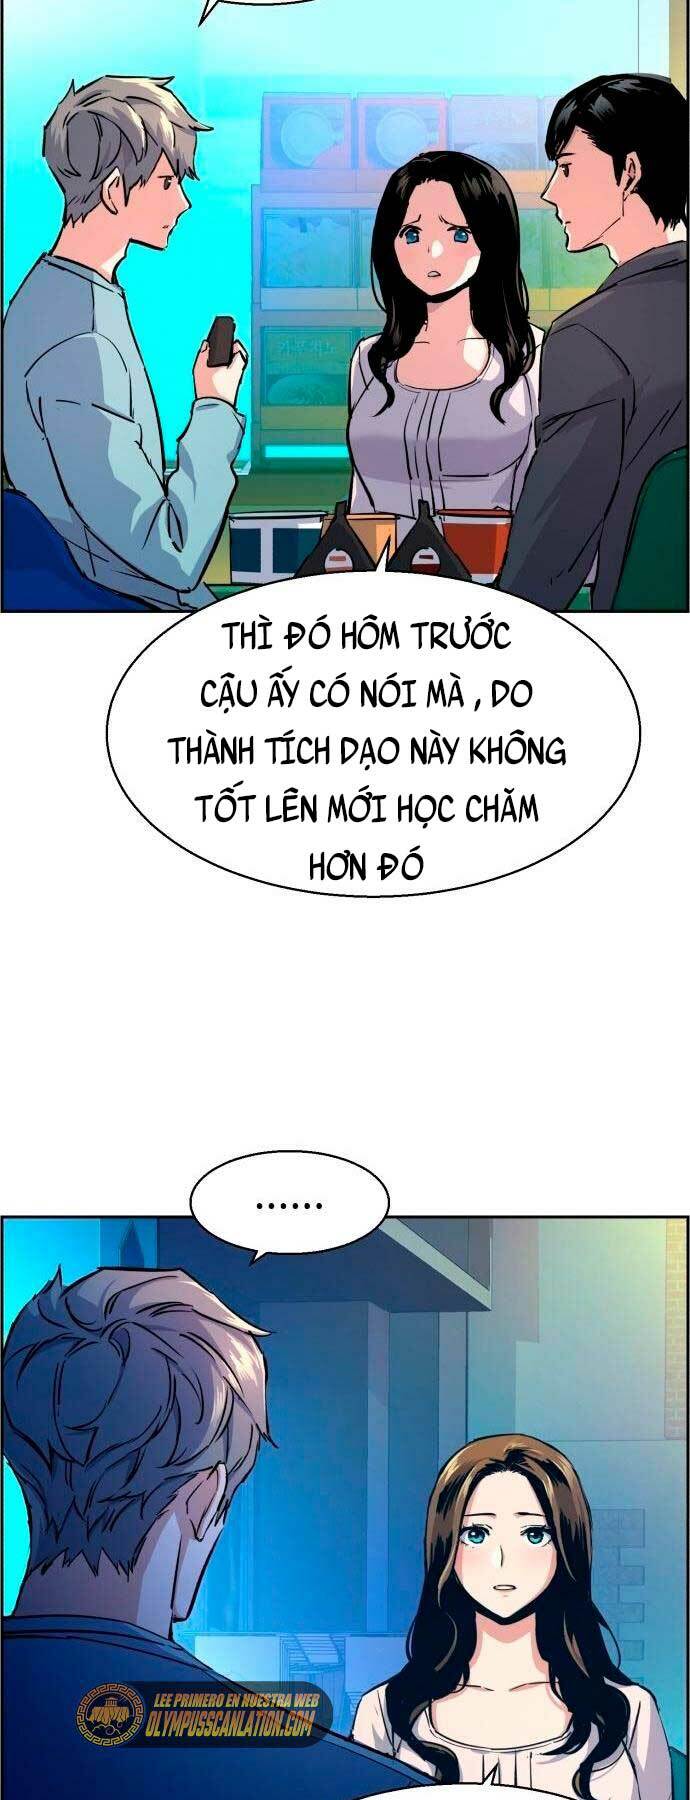 THÌ ĐÓ HÔM TRƯỚC
CẬU ẤY CÓ NÓI MÀ , DO
THÀNH TÍCH DẠO NÀY KHÔNG
TỐT LÊN MỚI HỌC CHĂM
HƠN ĐÓ
......
LEE PRIMERO EN NUESTRA WEB
OLYMPUSSCANLATION.COM